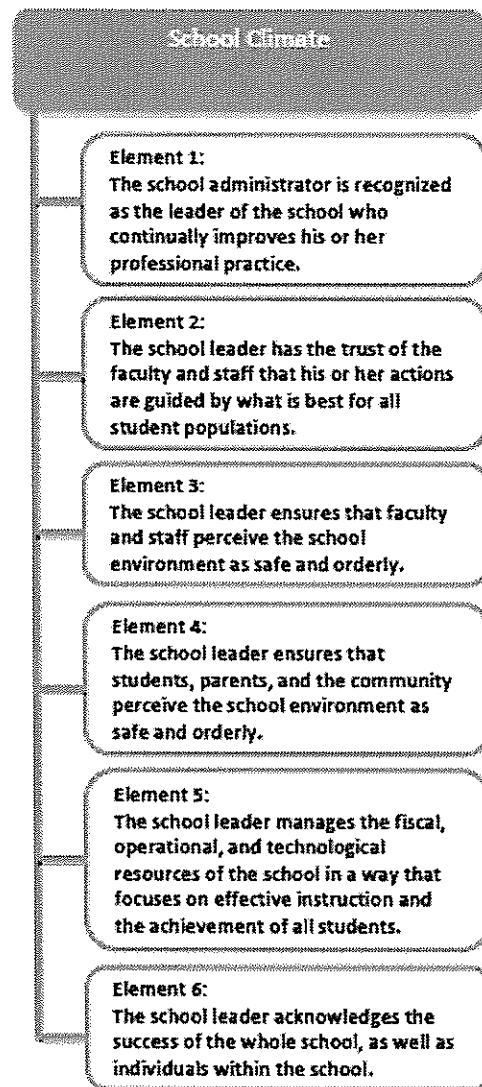 School Climate
Element 1:
The school administrator is recognized
as the leader of the school who
continually improves his or her
professional practice.
Element 2:
The school leader has the trust of the
faculty and staff that his or her actions
are guided by what is best for all
student populations.
Element 3:
The school leader ensures that faculty
and staff perceive the school
environment as safe and orderly.
Element 4:
The school leader ensures that
students, parents, and the community
perceive the school environment as
safe and orderly.
Element 5:
The school leader manages the fiscal,
operational, and technological
resources of the school in a way that
focuses on effective instruction and
the achievement of all students.
Element 6:
The school leader acknowledges the
success of the whole school, as well as
individuals within the school.